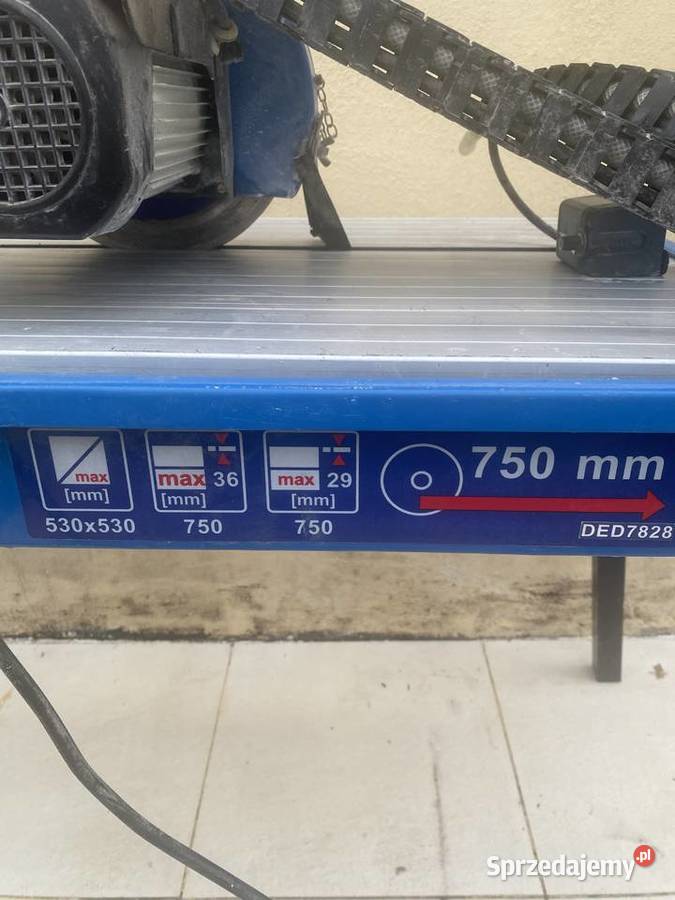 max
[mm]
530x530
max 36
[mm]
750
max 29
[mm]
750
750 mm
DED7828
Sprzedajemy.pl